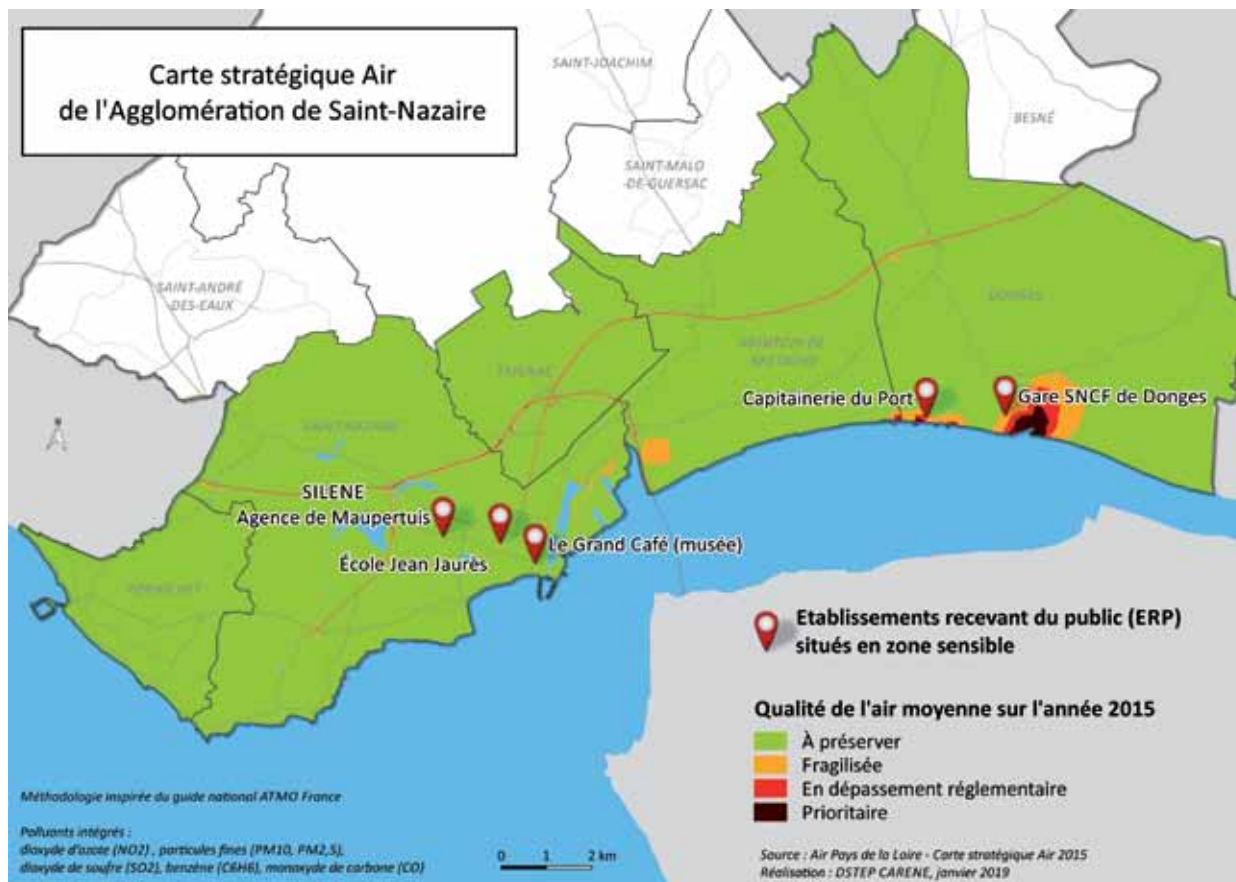 Carte stratégique Air
de l'Agglomération de Saint-Nazaire
SAINT-JOACHIM
BESNÉ
SAINT-MALO
-DE-GUERSAC
SAINT-ANDRÉ
DES-EAUX
DONGES
MONTOIR DE
BRETAGNE
TRIGNAC
SAINT-NAZAIRE
PORNICHET
Capitainerie du Port
Gare SNCF de Donges
SILENE
Agence de Maupertuis
École Jean Jaurès
Le Grand Café (musée)
Etablissements recevant du public (ERP)
situés en zone sensible
Qualité de l'air moyenne sur l'année 2015
À préserver
Fragilisée
En dépassement réglementaire
Prioritaire
Méthodologie inspirée du guide national ATMO France
Polluants intégrés :
dioxyde d'azote (NO2) , particules fines (PM10, PM2,5),
dioxyde de soufre (SO2), benzène (C6H6), monoxyde de carbone (CO)
0 1 2 km
Source : Air Pays de la Loire - Carte stratégique Air 2015
Réalisation : DSTEP CARENE, janvier 2019